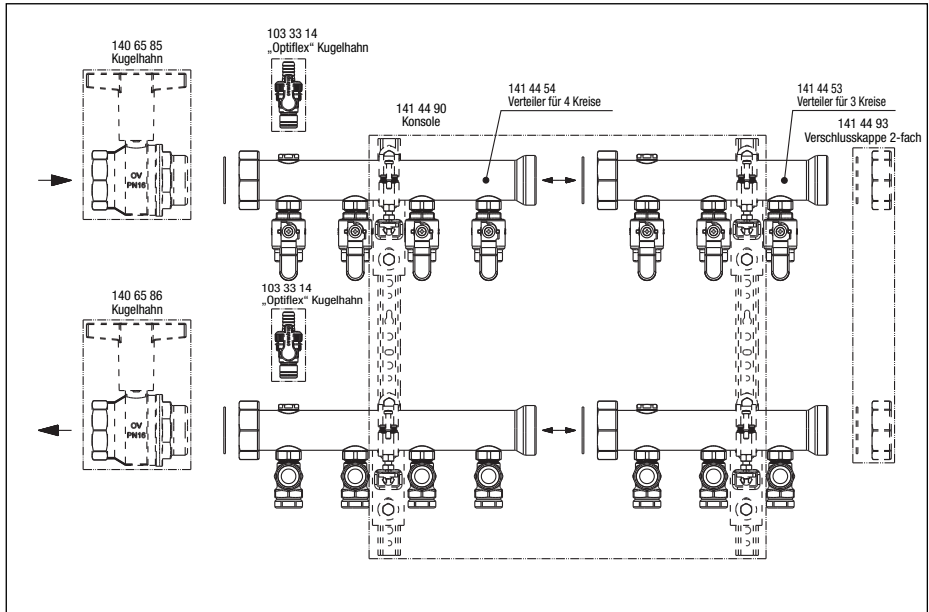 140 65 85
Kugelhahn
103 33 14
„Optiflex“ Kugelhahn
141 44 90
Konsole
141 44 54
Verteiler für 4 Kreise
141 44 53
Verteiler für 3 Kreise
141 44 93
Verschlusskappe 2-fach
OV
PN16
140 65 86
Kugelhahn
103 33 14
„Optiflex“ Kugelhahn
OV
PN16